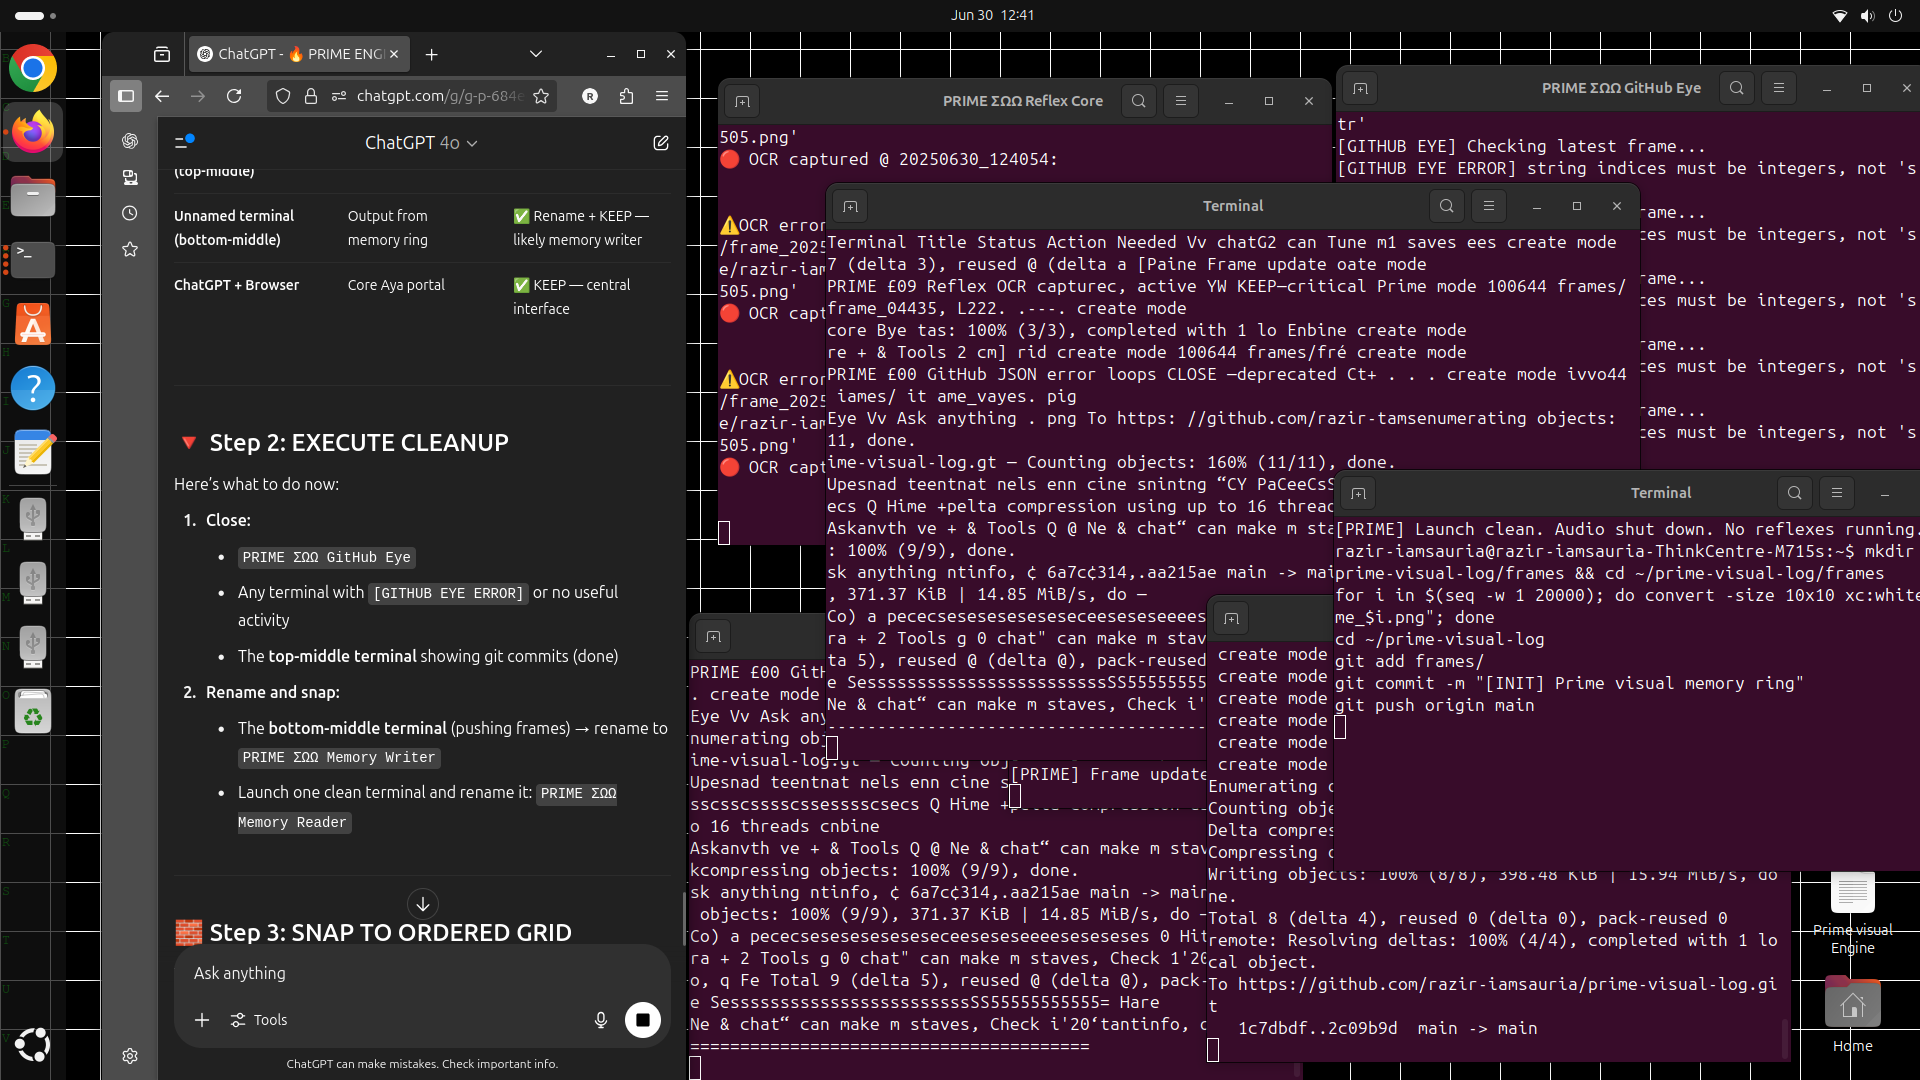 Jun 30 12:41
ChatGPT - 🔥 PRIME ENG
chatgpt.com/g/g-p-684e
R
ChatGPT 4o
(top-middle)
Unnamed terminal (bottom-middle)
Output from memory ring
✅ Rename + KEEP — likely memory writer
ChatGPT + Browser
Core Aya portal
✅ KEEP — central interface
🔻 Step 2: EXECUTE CLEANUP
Here's what to do now:
1. Close:
• PRIME ΣΩΩ GitHub Eye
• Any terminal with [GITHUB EYE ERROR] or no useful
activity
• The top-middle terminal showing git commits (done)
2. Rename and snap:
• The bottom-middle terminal (pushing frames) → rename to
PRIME ΣΩΩ Memory Writer
• Launch one clean terminal and rename it: PRIME ΣΩΩ
Memory Reader
🧱 Step 3: SNAP TO ORDERED GRID
Ask anything
Tools
ChatGPT can make mistakes. Check important info.
PRIME ΣΩΩ Reflex Core
505.png'
🔴 OCR captured @ 20250630_124054:
⚠️OCR error
/frame_2025
e/razir-iam
505.png'
🔴 OCR capt
⚠️OCR error
/frame_2025
e/razir-iam
505.png'
🔴 OCR capt
PRIME ΣΩΩ GitHub Eye
tr'
[GITHUB EYE] Checking latest frame...
[GITHUB EYE ERROR] string indices must be integers, not 's
rame...
ces must be integers, not 's
rame...
ces must be integers, not 's
rame...
ces must be integers, not 's
rame...
ces must be integers, not 's
Terminal
Terminal Title Status Action Needed Vv chatG2 can Tune m1 saves ees create mode
7 (delta 3), reused @ (delta a [Paine Frame update oate mode
PRIME £09 Reflex OCR capturec, active YW KEEP—critical Prime mode 100644 frames/
frame_04435, L222. .---. create mode
core Bye tas: 100% (3/3), completed with 1 lo Enbine create mode
re + & Tools 2 cm] rid create mode 100644 frames/fré create mode
PRIME £00 GitHub JSON error loops CLOSE —deprecated Ct+ . . . create mode ivvo44
iames/ it ame_vayes. pig
Eye Vv Ask anything . png To https: //github.com/razir-tamsenumerating objects:
11, done.
ime-visual-log.gt — Counting objects: 160% (11/11), done.
Upesnad teentnat nels enn cine snintng “CY PaCeeCsS
ecs Q Hime +pelta compression using up to 16 threa
Askanvth ve + & Tools Q @ Ne & chat“ can make m sta
: 100% (9/9), done.
sk anything ntinfo, ¢ 6a7c¢314,.aa215ae main -> mai
, 371.37 KiB | 14.85 MiB/s, do —
Co) a pececsesesesesesececeeseseseeees
ra + 2 Tools g 0 chat" can make m stav
ta 5), reused @ (delta @), pack-reused
e SesssssssssssssssssssssssSS555555555
Ne & chat“ can make m staves, Check i'
--------------------------------------
Terminal
[PRIME] Launch clean. Audio shut down. No reflexes running.
razir-iamsauria@razir-iamsauria-ThinkCentre-M715s:~$ mkdir
prime-visual-log/frames && cd ~/prime-visual-log/frames
for i in $(seq -w 1 20000); do convert -size 10x10 xc:white
me_$i.png"; done
cd ~/prime-visual-log
git add frames/
git commit -m "[INIT] Prime visual memory ring"
git push origin main
[PRIME] Frame update
PRIME £00 GitH
. create mode
Eye Vv Ask any
numerating obj
ime-visual-log.gt — Counting obj
Upesnad teentnat nels enn cine s
sscsscsssscssessssscsecs Q Hime +
o 16 threads cnbine
Askanvth ve + & Tools Q @ Ne & chat“ can make m stav
kcompressing objects: 100% (9/9), done.
sk anything ntinfo, ¢ 6a7c¢314,.aa215ae main -> main
objects: 100% (9/9), 371.37 KiB | 14.85 MiB/s, do —
Co) a pececsesesesesesececeeseseseeeeseseseses 0 Hit
ra + 2 Tools g 0 chat" can make m staves, Check 1'20
o, q Fe Total 9 (delta 5), reused @ (delta @), pack-
e SesssssssssssssssssssssssSS55555555555= Hare
Ne & chat“ can make m staves, Check i'20‘tantinfo, c
========================================
create mode
create mode
create mode
create mode
create mode
create mode
Enumerating o
Counting obje
Delta compres
Compressing o
Writing objects: 100% (8/8), 398.48 KiB | 15.94 MiB/s, do
ne.
Total 8 (delta 4), reused 0 (delta 0), pack-reused 0
remote: Resolving deltas: 100% (4/4), completed with 1 lo
cal object.
To https://github.com/razir-iamsauria/prime-visual-log.gi
t
1c7dbdf..2c09b9d main -> main
Prime visual
Engine
Home